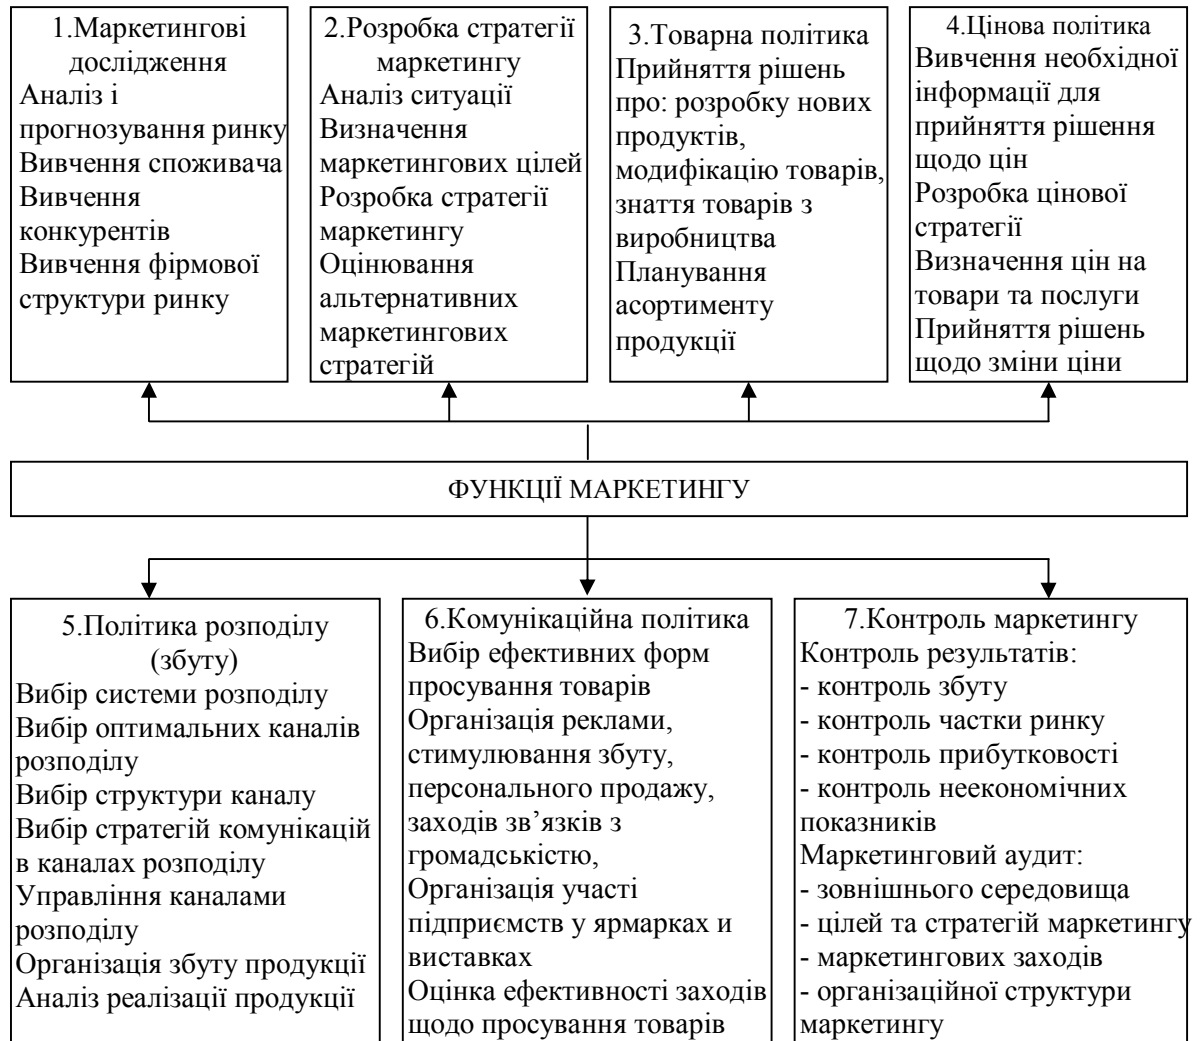 1.Маркетингові
дослідження
Аналіз і
прогнозування ринку
Вивчення споживача
Вивчення
конкурентів
Вивчення фірмової
структури ринку
2.Розробка стратегії
маркетингу
Аналіз ситуації
Визначення
маркетингових цілей
Розробка стратегії
маркетингу
Оцінювання
альтернативних
маркетингових
стратегій
3.Товарна політика
Прийняття рішень
про: розробку нових
продуктів,
модифікацію товарів,
знаття товарів з
виробництва
Планування
асортименту
продукції
4.Цінова політика
Вивчення необхідної
інформації для
прийняття рішення
щодо цін
Розробка цінової
стратегії
Визначення цін на
товари та послуги
Прийняття рішень
щодо зміни ціни
ФУНКЦІЇ МАРКЕТИНГУ
5.Політика розподілу
(збуту)
Вибір системи розподілу
Вибір оптимальних каналів
розподілу
Вибір структури каналу
Вибір стратегій комунікацій
в каналах розподілу
Управління каналами
розподілу
Організація збуту продукції
Аналіз реалізації продукції
6.Комунікаційна політика
Вибір ефективних форм
просування товарів
Організація реклами,
стимулювання збуту,
персонального продажу,
заходів зв’язків з
громадськістю,
Організація участі
підприємств у ярмарках и
виставках
Оцінка ефективності заходів
щодо просування товарів
7.Контроль маркетингу
Контроль результатів:
- контроль збуту
- контроль частки ринку
- контроль прибутковості
- контроль неекономічних
показників
Маркетинговий аудит:
- зовнішнього середовища
- цілей та стратегій маркетингу
- маркетингових заходів
- організаційної структури
маркетингу